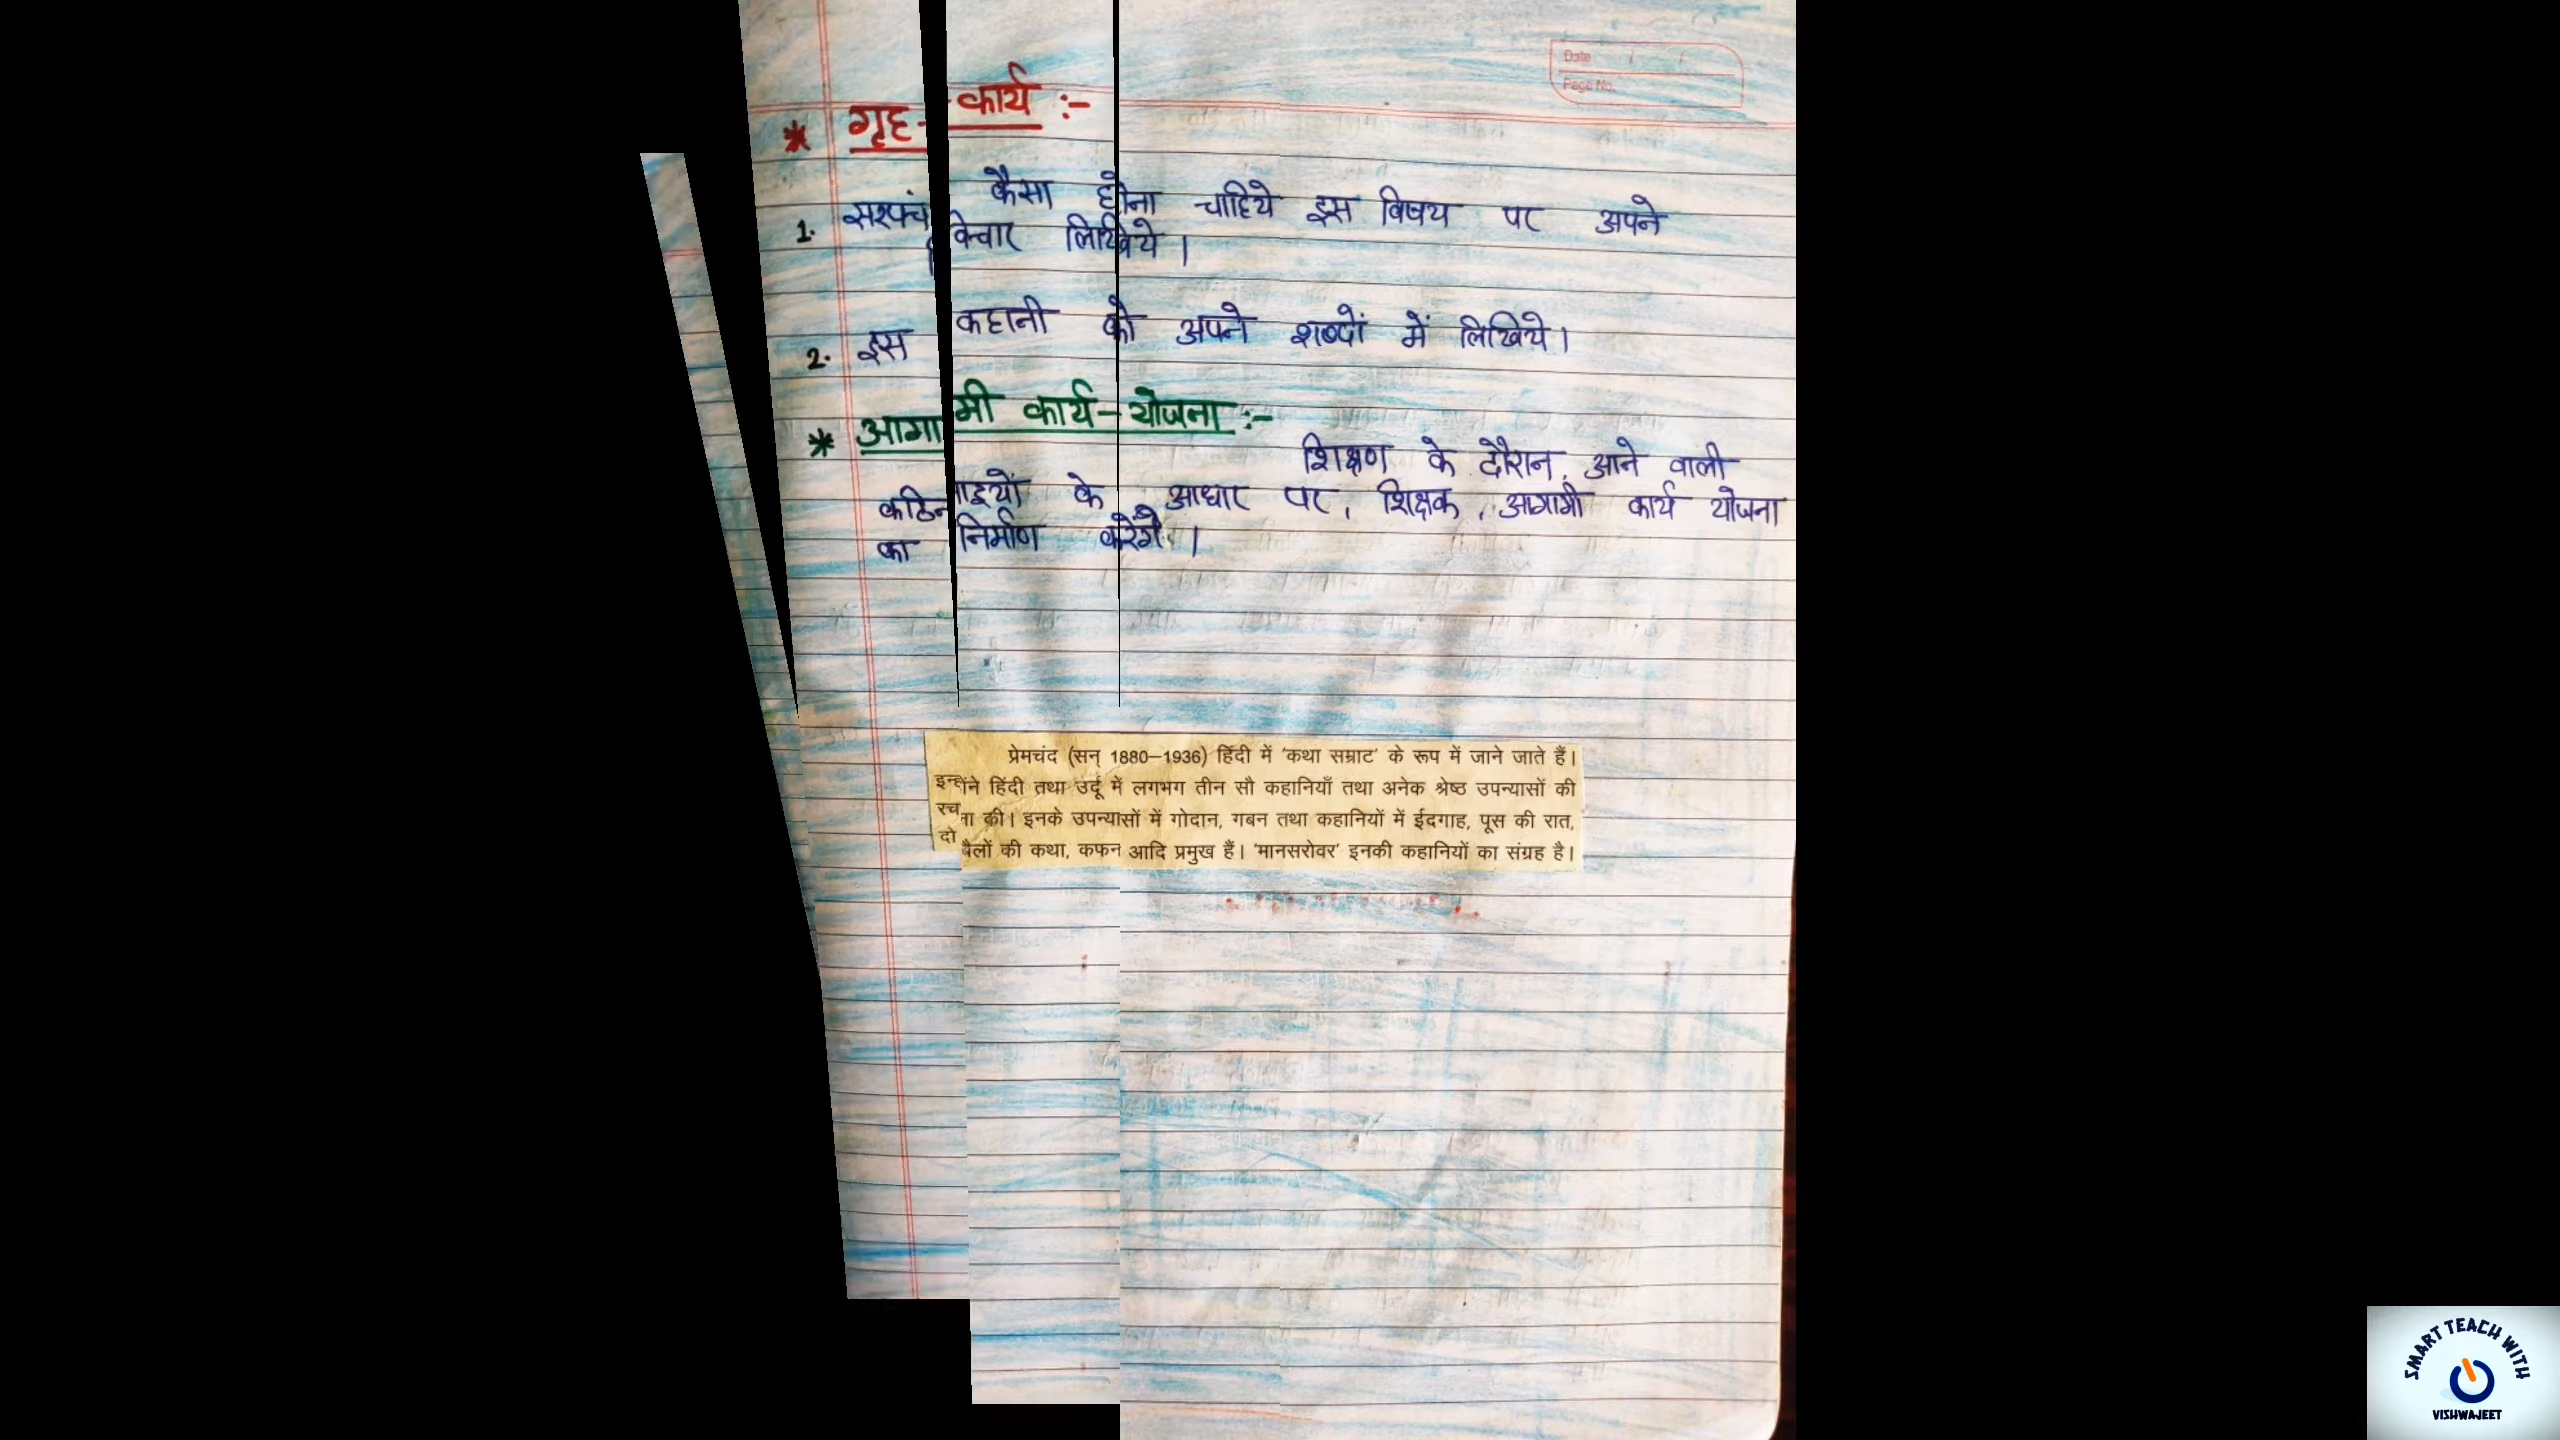 Date / /
Page No.
* गृह-कार्य :-
1. सरपंच कैसा होना चाहिये इस विषय पर अपने
विचार लिखिये।
2. इस कहानी को अपने शब्दों में लिखिये।
* आगामी कार्य-योजना :-
शिक्षण के दौरान, आने वाली
कठिनाइयों के आधार पर, शिक्षक, आगामी कार्य योजना
का निर्माण करेंगे।
प्रेमचंद (सन् 1880–1936) हिंदी में 'कथा सम्राट' के रूप में जाने जाते हैं।
इन्होंने हिंदी तथा उर्दू में लगभग तीन सौ कहानियाँ तथा अनेक श्रेष्ठ उपन्यासों की
रचना की। इनके उपन्यासों में गोदान, गबन तथा कहानियों में ईदगाह, पूस की रात,
दो बैलों की कथा, कफन आदि प्रमुख हैं। 'मानसरोवर' इनकी कहानियों का संग्रह है।
SMART TEACH WITH
VISHWAJEET